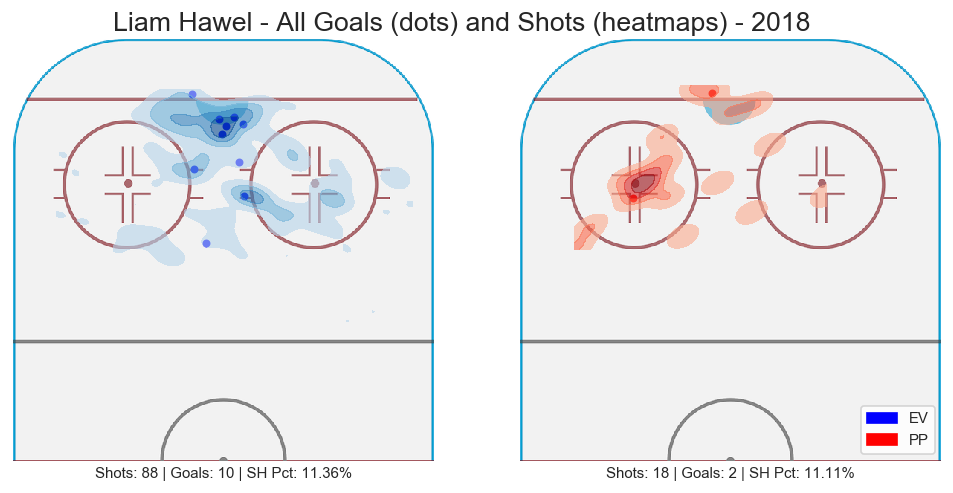 Liam Hawel - All Goals (dots) and Shots (heatmaps) - 2018
EV
PP
Shots: 88 | Goals: 10 | SH Pct: 11.36%
Shots: 18 | Goals: 2 | SH Pct: 11.11%